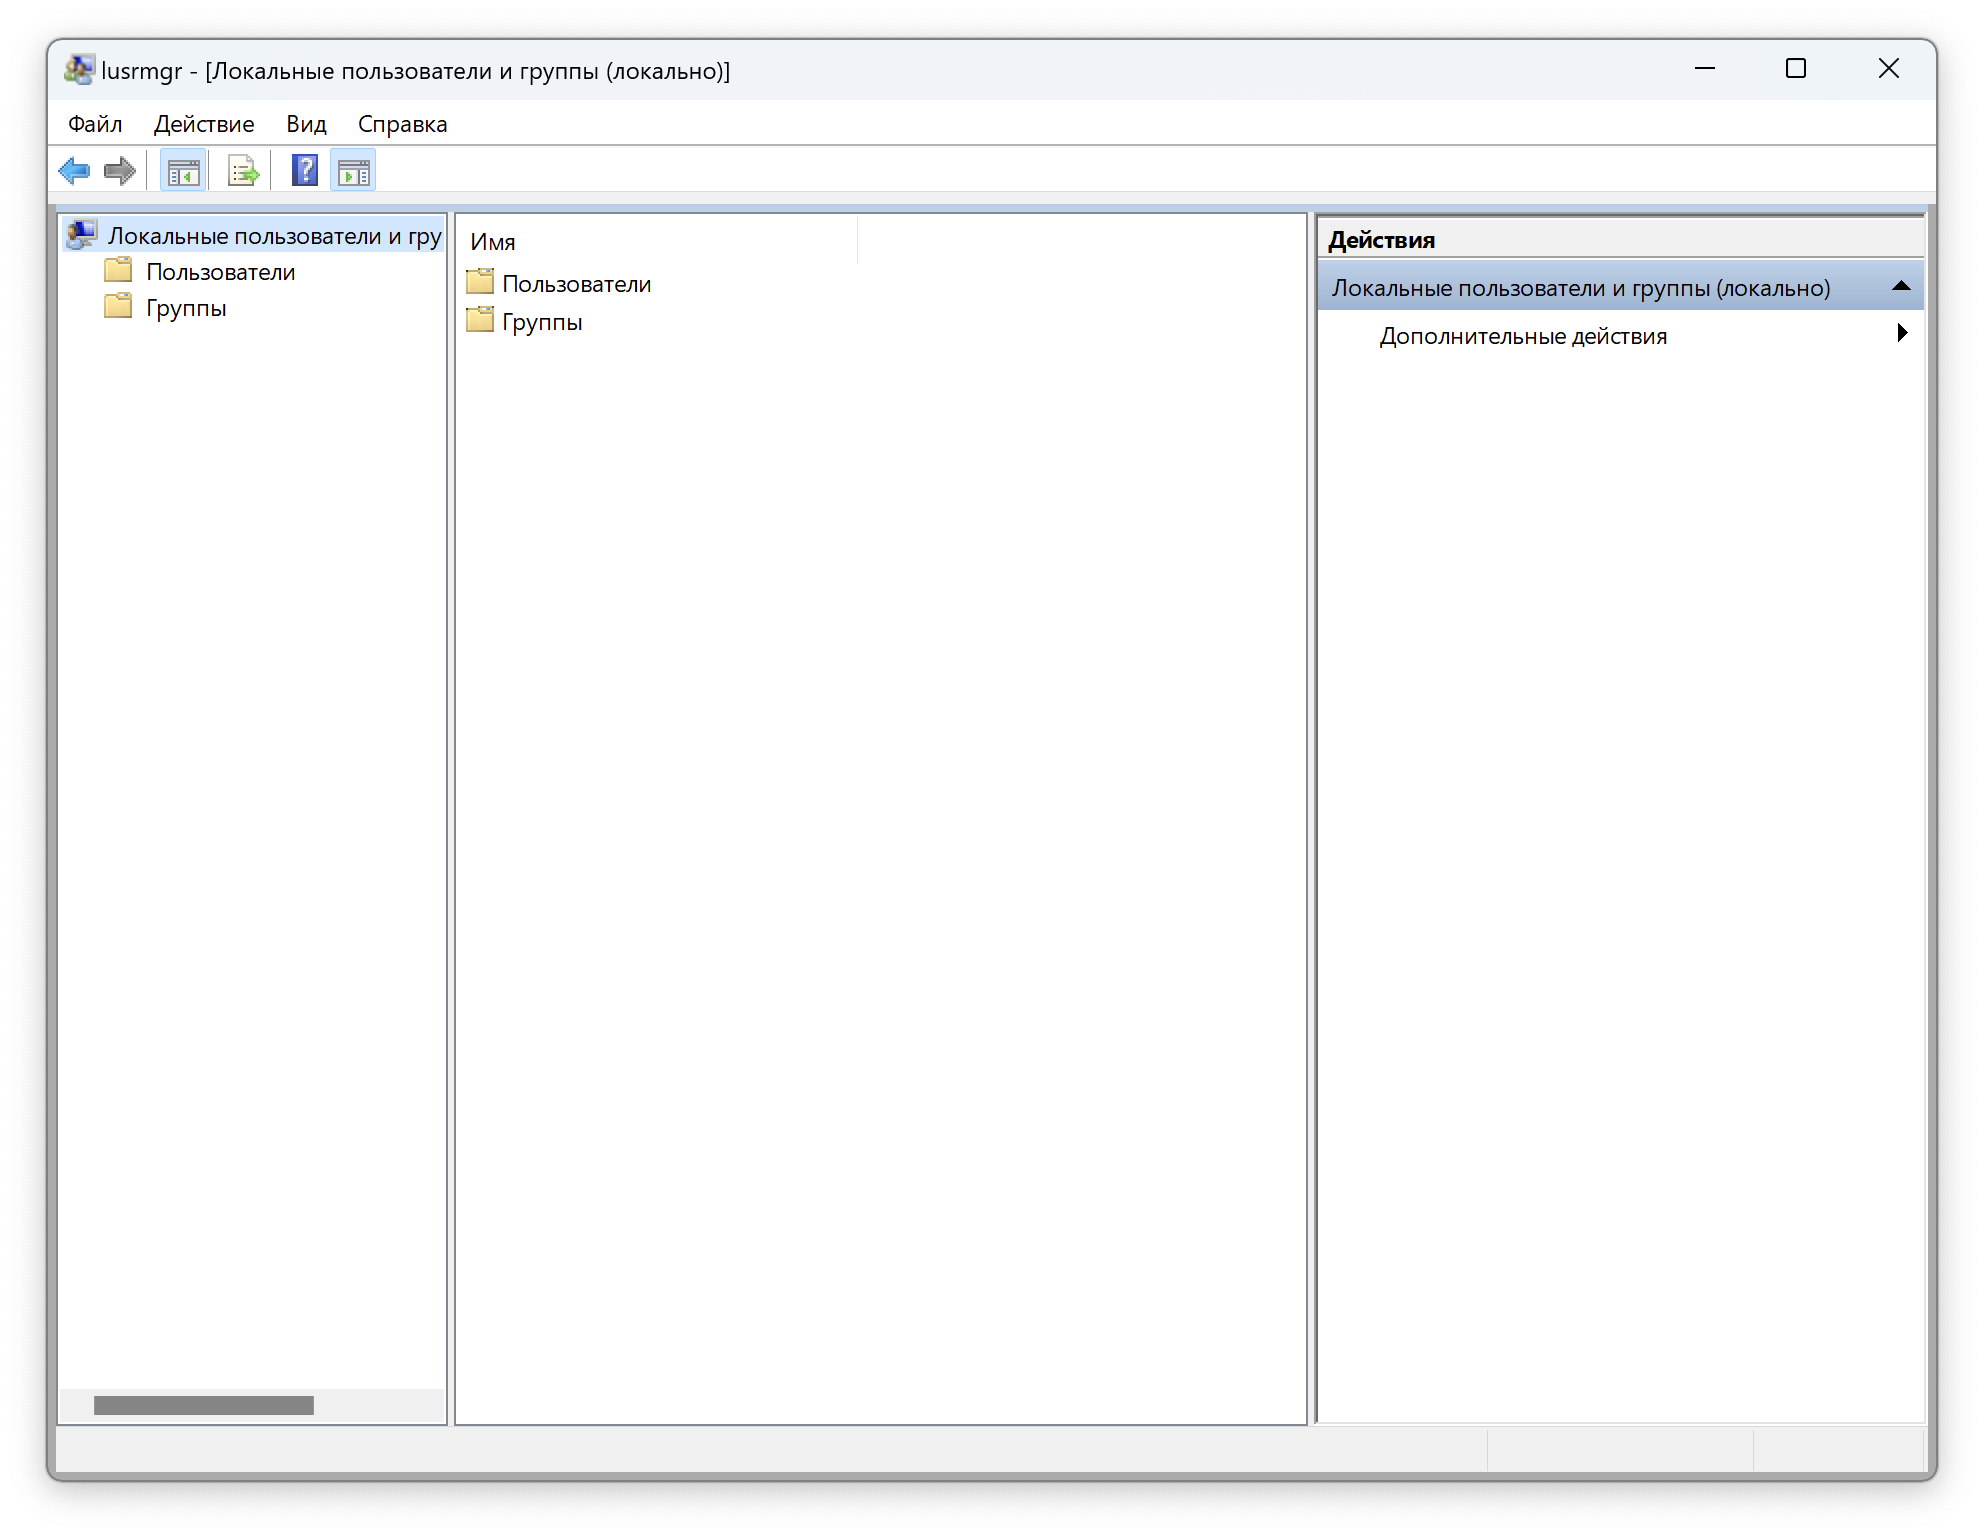 lusrmgr - [Локальные пользователи и группы (локально)]
Файл Действие Вид Справка
Локальные пользователи и гру
Пользователи
Группы
Имя
Пользователи
Группы
Действия
Локальные пользователи и группы (локально)
Дополнительные действия